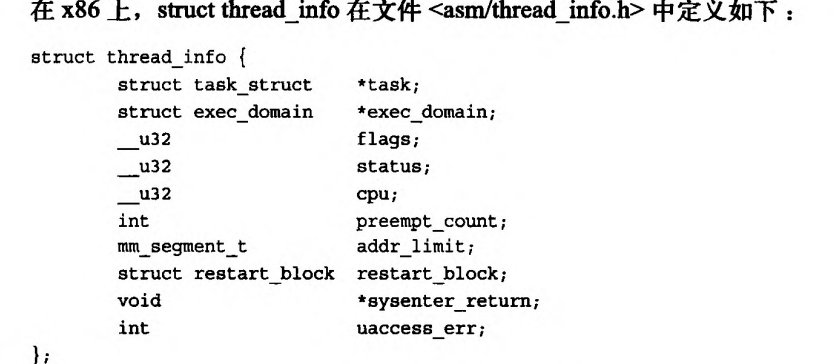 在 x86 上，struct thread_info 在文件 <asm/thread_info.h> 中定义如下：
struct thread_info {
struct task_struct *task;
struct exec_domain *exec_domain;
__u32 flags;
__u32 status;
__u32 cpu;
int preempt_count;
mm_segment_t addr_limit;
struct restart_block restart_block;
void *sysenter_return;
int uaccess_err;
};